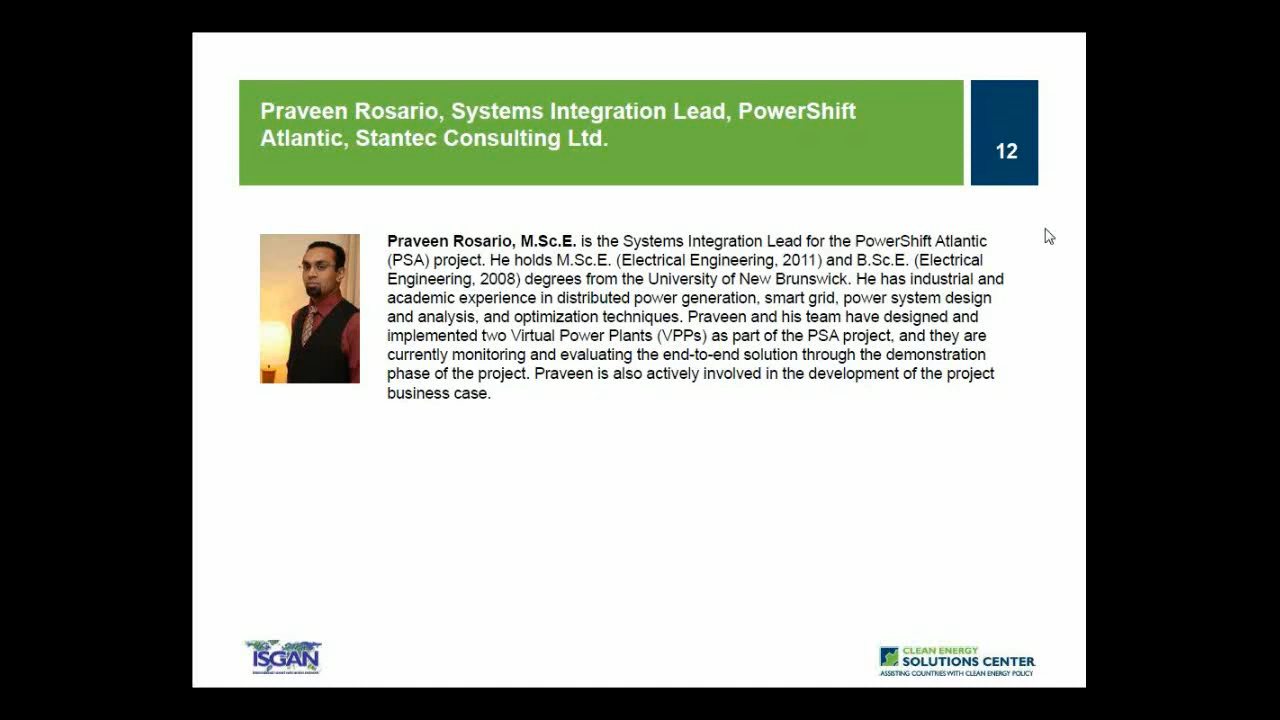 Praveen Rosario, Systems Integration Lead, PowerShift
Atlantic, Stantec Consulting Ltd.
12
Praveen Rosario, M.Sc.E. is the Systems Integration Lead for the PowerShift Atlantic
(PSA) project. He holds M.Sc.E. (Electrical Engineering, 2011) and B.Sc.E. (Electrical
Engineering, 2008) degrees from the University of New Brunswick. He has industrial and
academic experience in distributed power generation, smart grid, power system design
and analysis, and optimization techniques. Praveen and his team have designed and
implemented two Virtual Power Plants (VPPs) as part of the PSA project, and they are
currently monitoring and evaluating the end-to-end solution through the demonstration
phase of the project. Praveen is also actively involved in the development of the project
business case.
ISGAN
CLEAN ENERGY
SOLUTIONS CENTER
ASSISTING COUNTRIES WITH CLEAN ENERGY POLICY